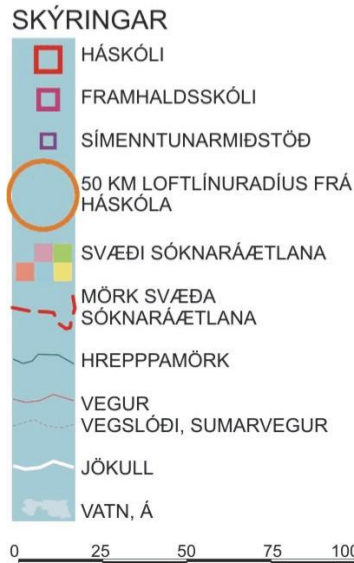 SKÝRINGAR
HÁSKÓLI
FRAMHALDSSKÓLI
SÍMENNTUNARMIÐSTÖÐ
50 KM LOFTLÍNURADÍUS FRÁ
HÁSKÓLA
SVÆÐI SÓKNARÁÆTLANA
MÖRK SVÆÐA
SÓKNARÁÆTLANA
HREPPPAMÖRK
VEGUR
VEGSLÓÐI, SUMARVEGUR
JÖKULL
VATN, Á
0 25 50 75 100